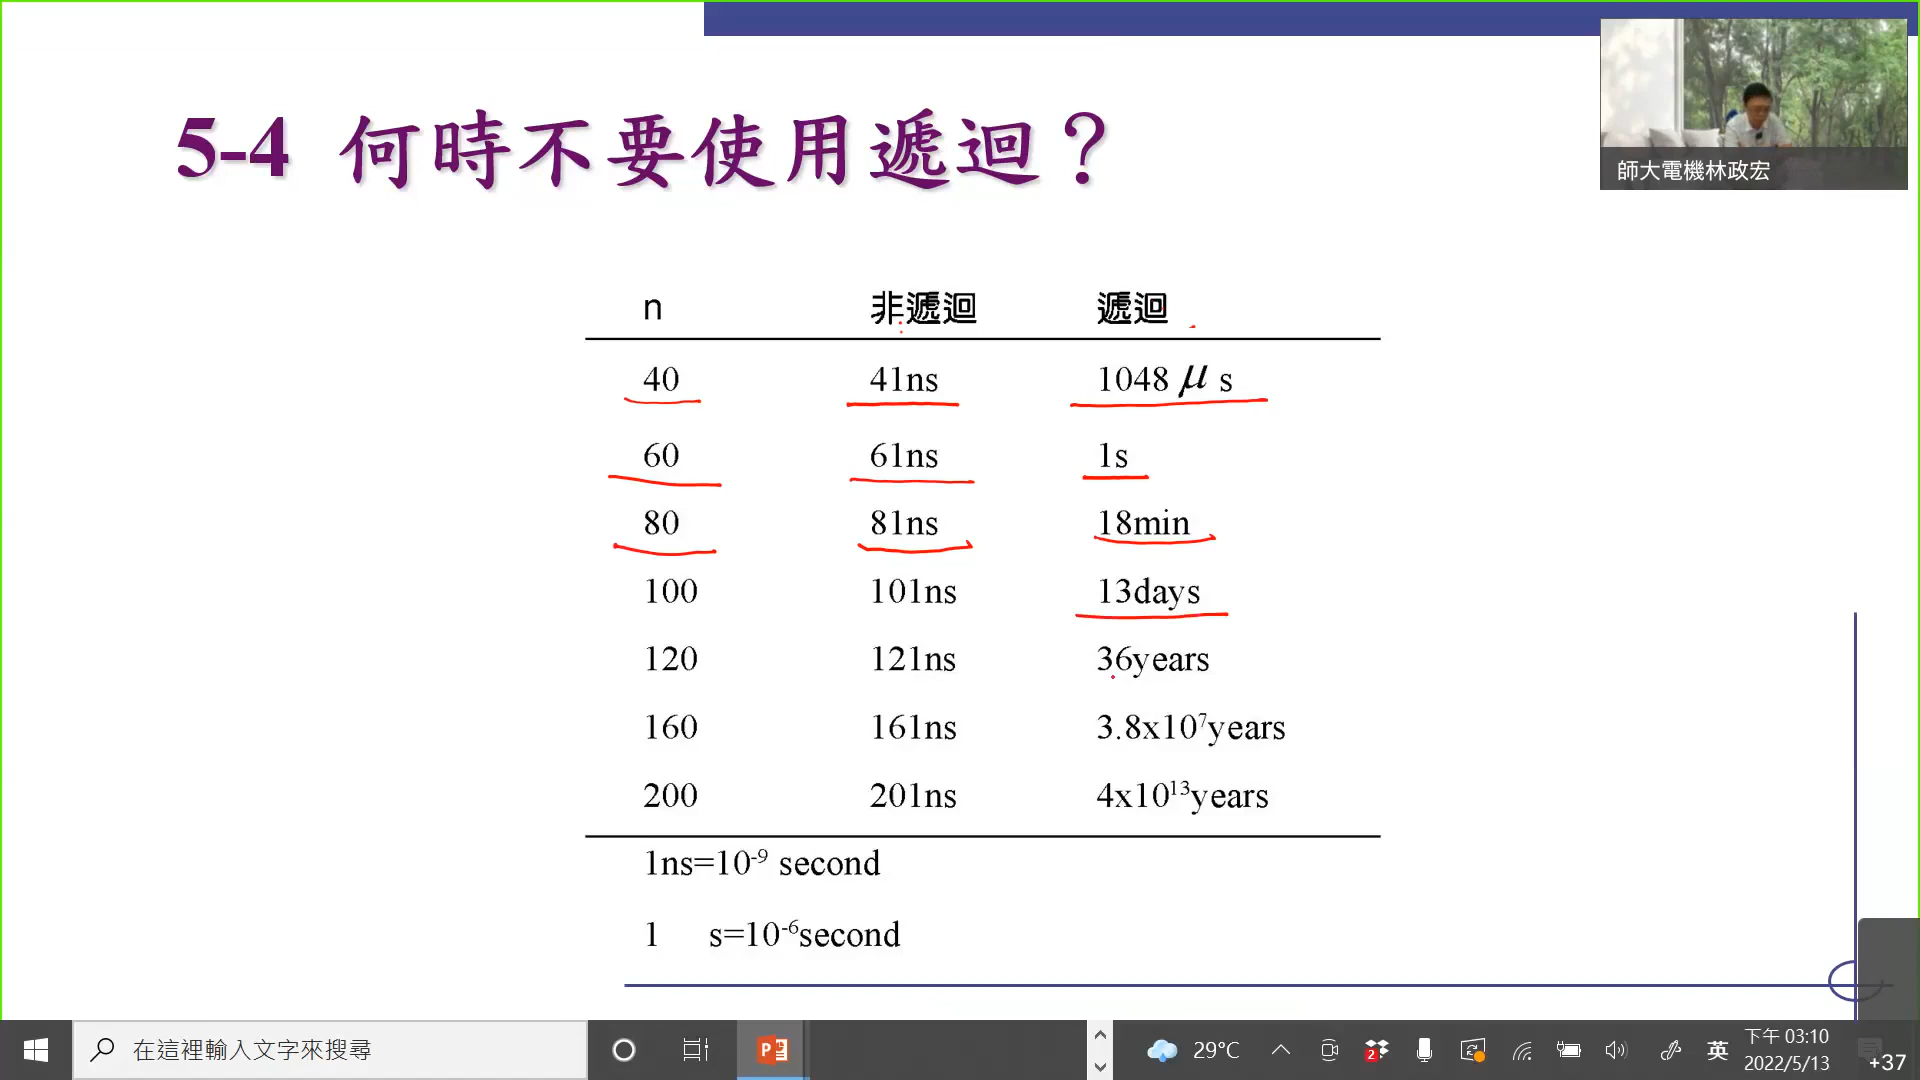 5-4 何時不要使用遞迴？
師大電機林政宏
n 非遞迴 遞迴
40 41ns 1048 μ s
60 61ns 1s
80 81ns 18min
100 101ns 13days
120 121ns 36years
160 161ns 3.8x10⁷years
200 201ns 4x10¹³years
1ns=10⁻⁹ second
1 s=10⁻⁶second
在這裡輸入文字來搜尋
29°C
2
英
下午 03:10
2022/5/13
+37